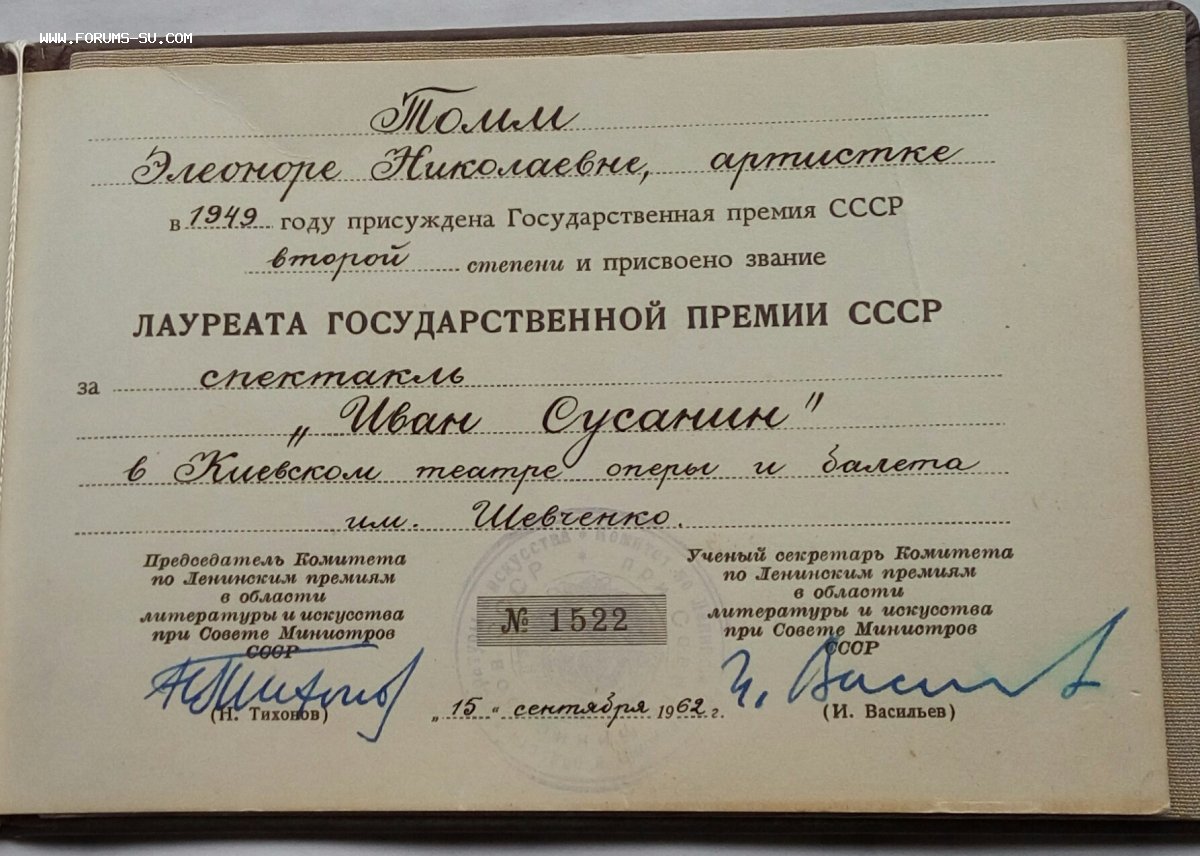 www.forums-su.com
Томм
Элеоноре Николаевне, артистке
в 1949 году присуждена Государственная премия СССР
второй степени и присвоено звание
ЛАУРЕАТА ГОСУДАРСТВЕННОЙ ПРЕМИИ СССР
за спектакль
„Иван Сусанин"
в Киевском театре оперы и балета
им. Шевченко.
Председатель Комитета
по Ленинским премиям
в области
литературы и искусства
при Совете Министров
СССР
(Н. Тихонов)
№ 1522
„15" сентября 1962 г.
Ученый секретарь Комитета
по Ленинским премиям
в области
литературы и искусства
при Совете Министров
СССР
И. Васильев
(И. Васильев)